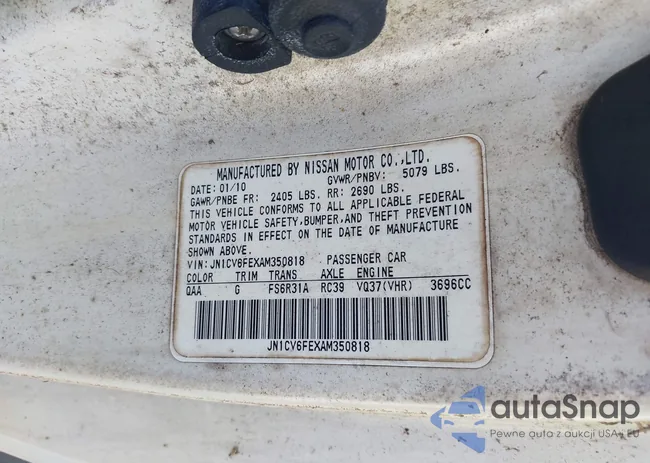 MANUFACTURED BY NISSAN MOTOR CO.,LTD.
DATE: 01/10 GVWR/PNBV: 5079 LBS.
GAWR/PNBE FR: 2405 LBS. RR: 2690 LBS.
THIS VEHICLE CONFORMS TO ALL APPLICABLE FEDERAL
MOTOR VEHICLE SAFETY, BUMPER, AND THEFT PREVENTION
STANDARDS IN EFFECT ON THE DATE OF MANUFACTURE
SHOWN ABOVE.
VIN: JN1CV6FEXAM350818 PASSENGER CAR
COLOR TRIM TRANS AXLE ENGINE
QAA G FS6R31A RC39 VQ37(VHR) 3696CC
JN1CV6FEXAM350818
autoSnap
Pewne auta z aukcji USA i EU